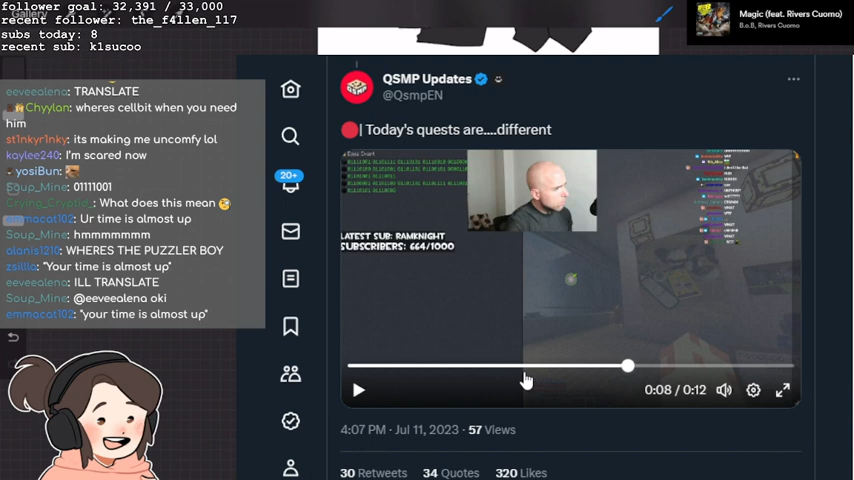 Gallery
follower goal: 32,391 / 33,000
recent follower: the_f4llen_117
subs today: 8
recent sub: klsucoo
Magic (feat. Rivers Cuomo)
B.o.B, Rivers Cuomo
eeveealena: TRANSLATE
Chyylan: wheres cellbit when you need
him
st1nkyr1nky: its making me uncomfy lol
kaylee240: I'm scared now
yosiBun:
Soup_Mine: 01111001
Crying_Cryptid_: What does this mean
emmacat102: Ur time is almost up
Soup_Mine: hmmmmmmm
alanis1210: WHERES THE PUZZLER BOY
zsillla: "Your time is almost up"
eeveealena: ILL TRANSLATE
Soup_Mine: @eeveealena oki
emmacat102: "your time is almost up"
20+
QSMP Updates
@QsmpEN
| Today's quests are....different
LATEST SUB: RAMKNIGHT
SUBSCRIBERS: 664/1000
0:08 / 0:12
4:07 PM · Jul 11, 2023 · 57 Views
30 Retweets 34 Quotes 320 Likes